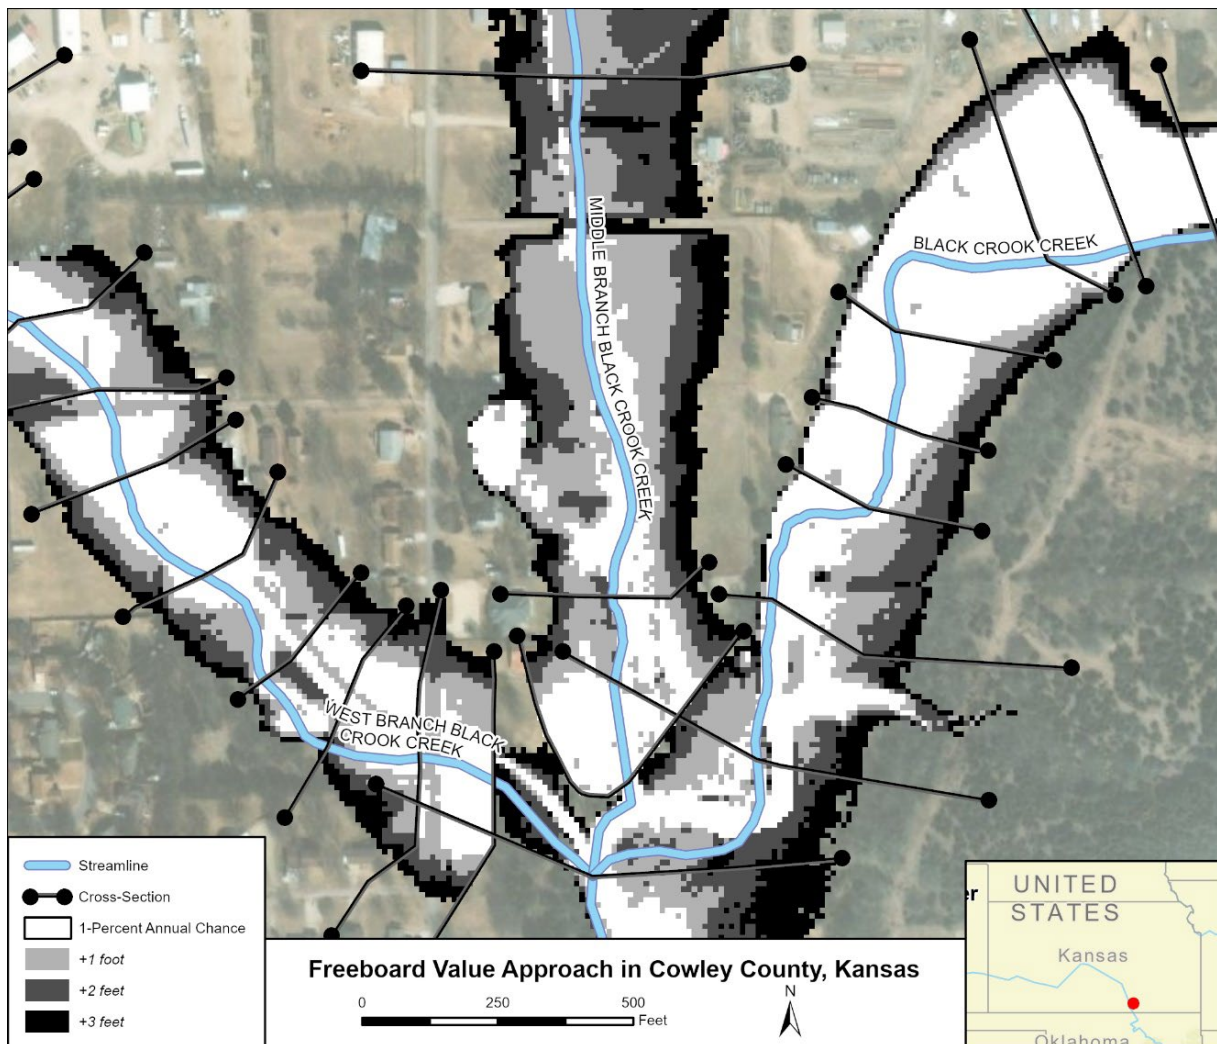 BLACK CROOK CREEK
MIDDLE BRANCH BLACK CROOK CREEK
WEST BRANCH BLACK
CROOK CREEK
Streamline
Cross-Section
1-Percent Annual Chance
+1 foot
+2 feet
+3 feet
Freeboard Value Approach in Cowley County, Kansas
0 250 500
Feet
N
er
UNITED
STATES
Kansas
Oklahoma